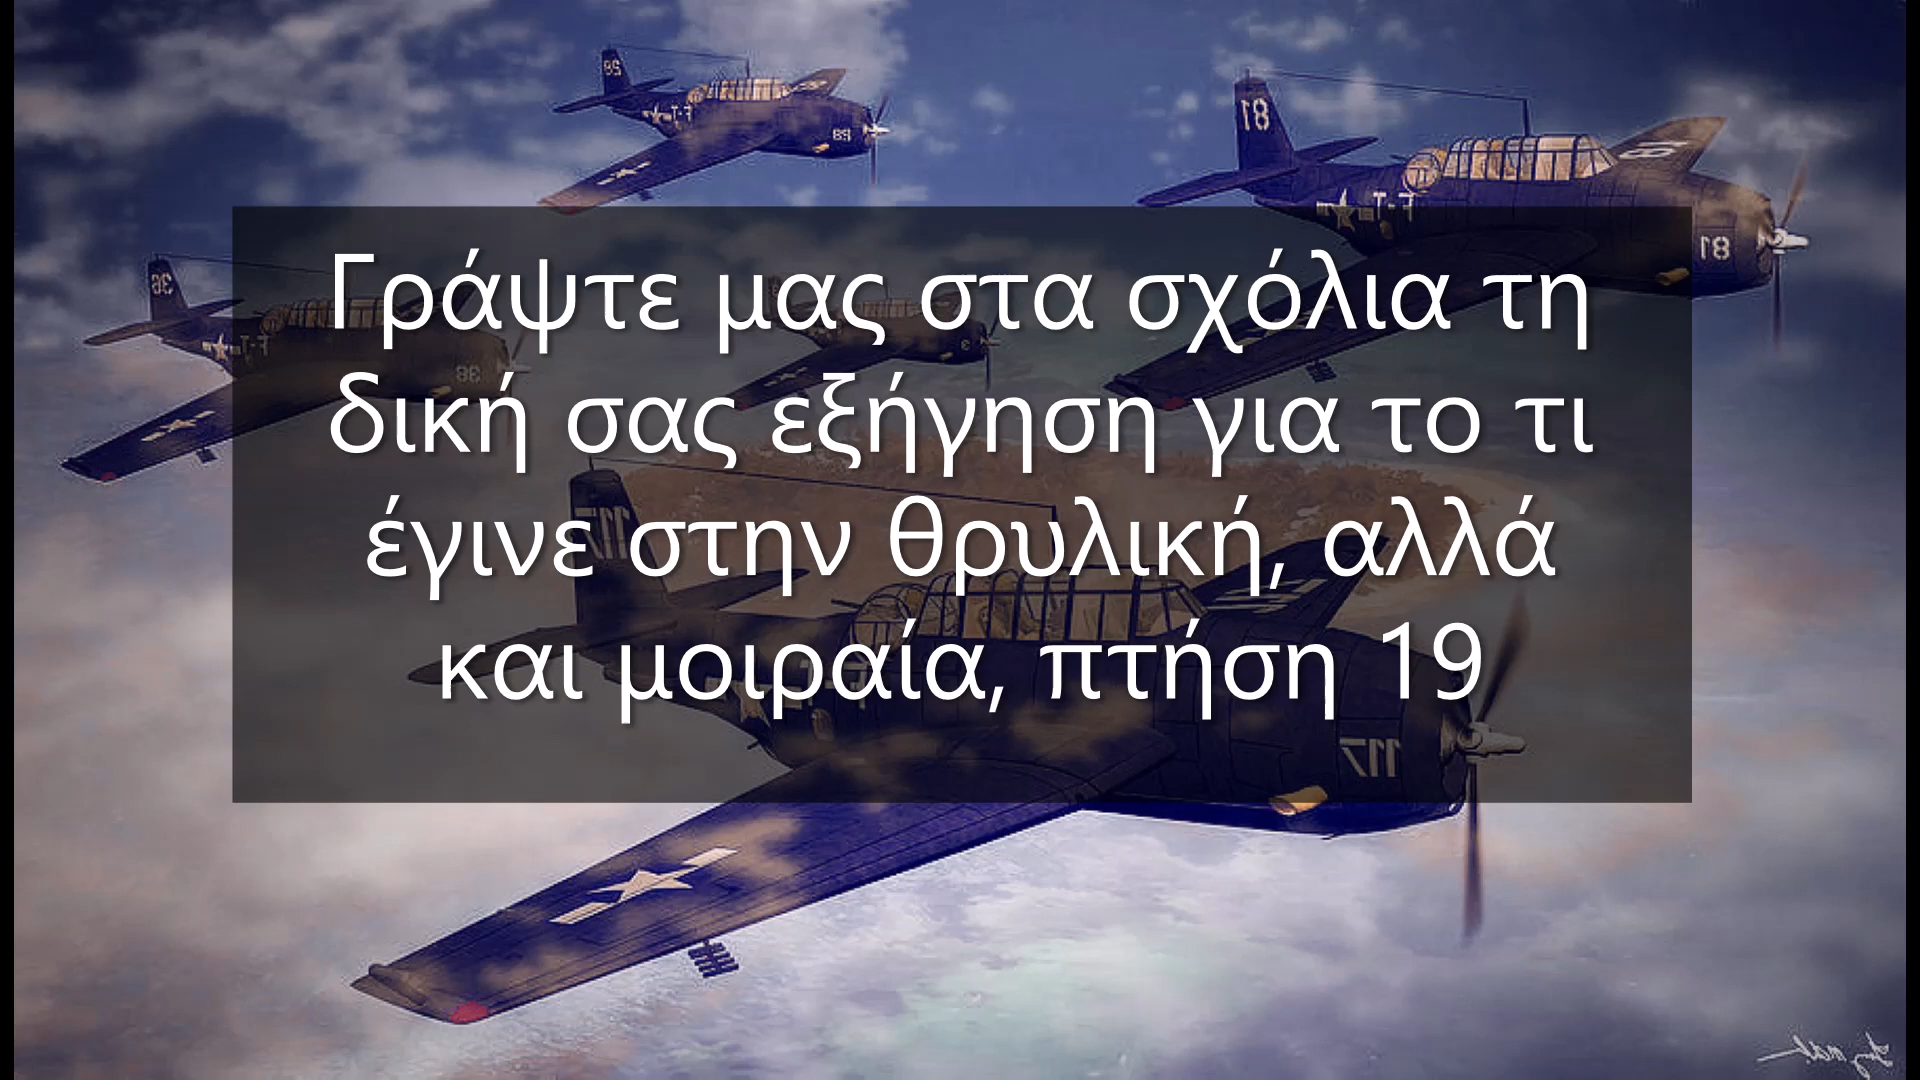 Γράψτε μας στα σχόλια τη
δική σας εξήγηση για το τι
έγινε στην θρυλική, αλλά
και μοιραία, πτήση 19